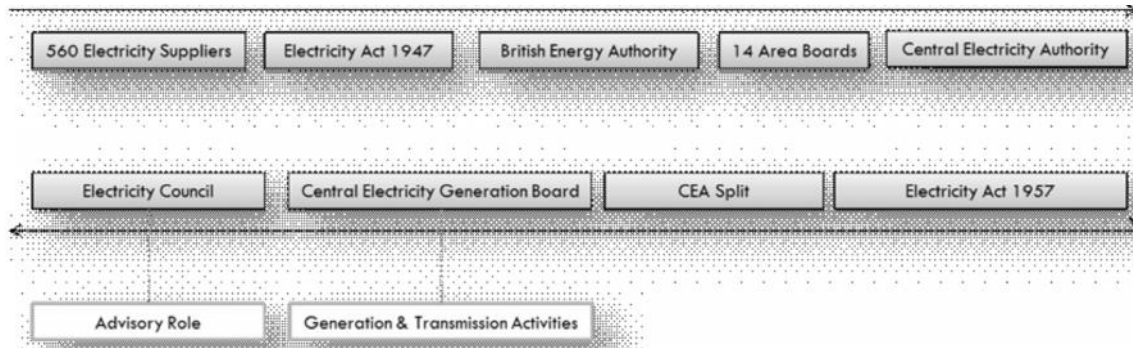 560 Electricity Suppliers
Electricity Act 1947
British Energy Authority
14 Area Boards
Central Electricity Authority
Electricity Council
Central Electricity Generation Board
CEA Split
Electricity Act 1957
Advisory Role
Generation & Transmission Activities